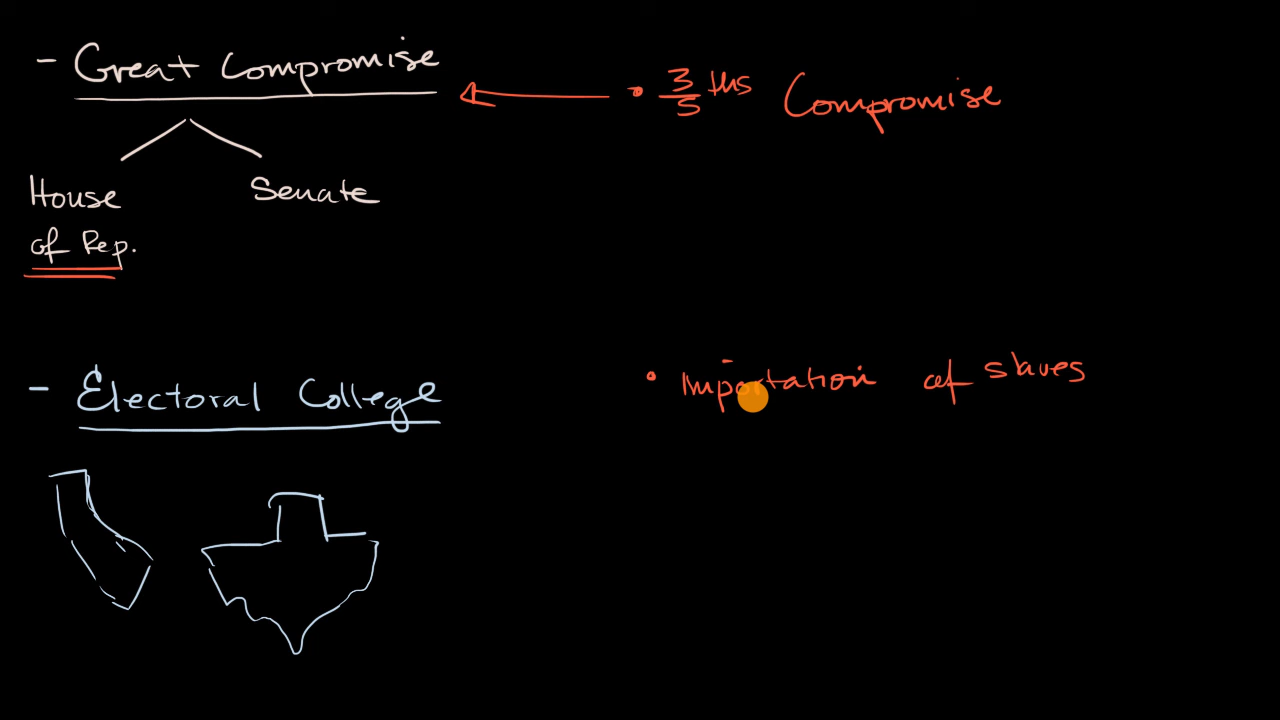 - Great Compromise
• 3/5 ths Compromise
House of Rep.
Senate
- Electoral College
• Importation of slaves